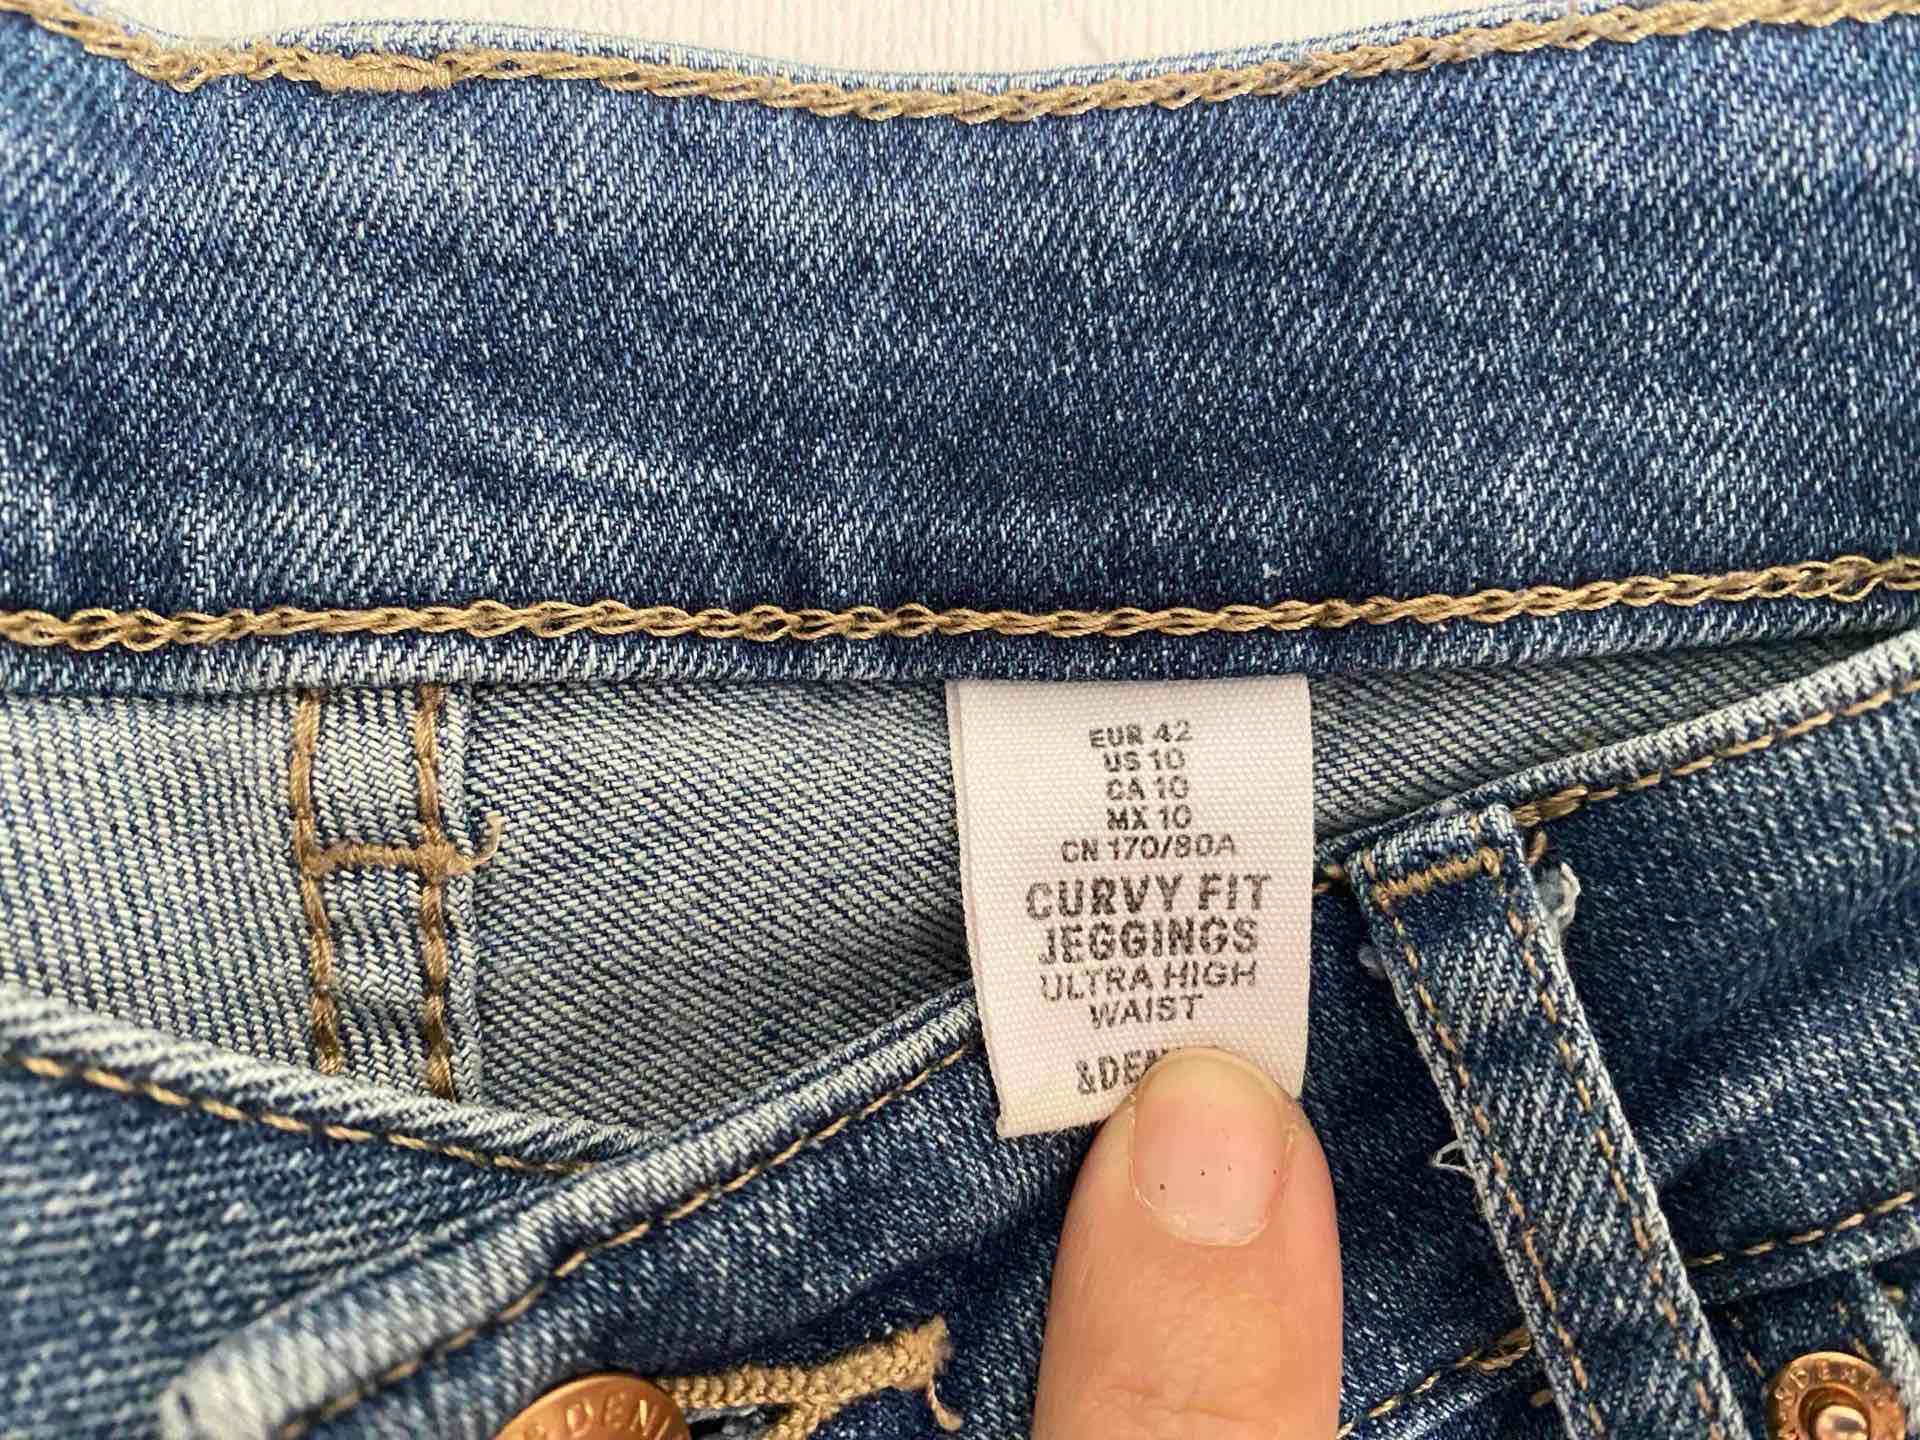 EUR 42
US 10
CA 10
MX 10
CN 170/80A
CURVY FIT
JEGGINGS
ULTRA HIGH
WAIST